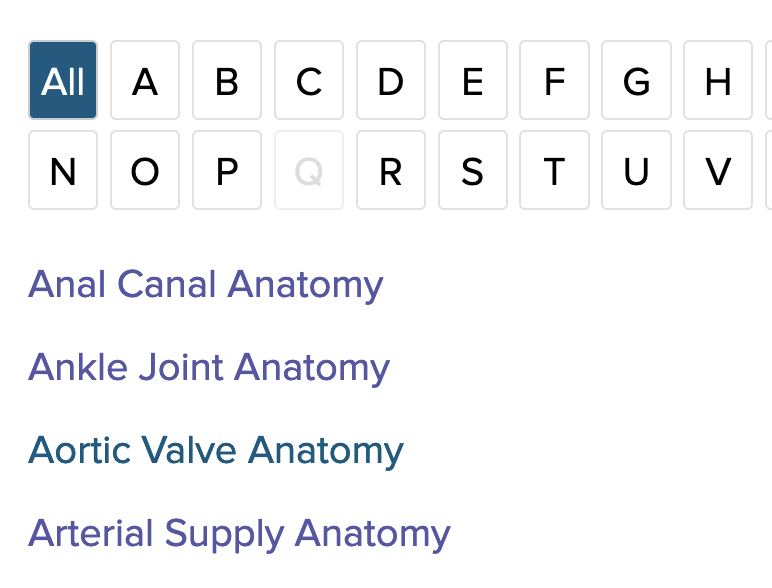 All A B C D E F G H
N O P Q R S T U V
Anal Canal Anatomy
Ankle Joint Anatomy
Aortic Valve Anatomy
Arterial Supply Anatomy